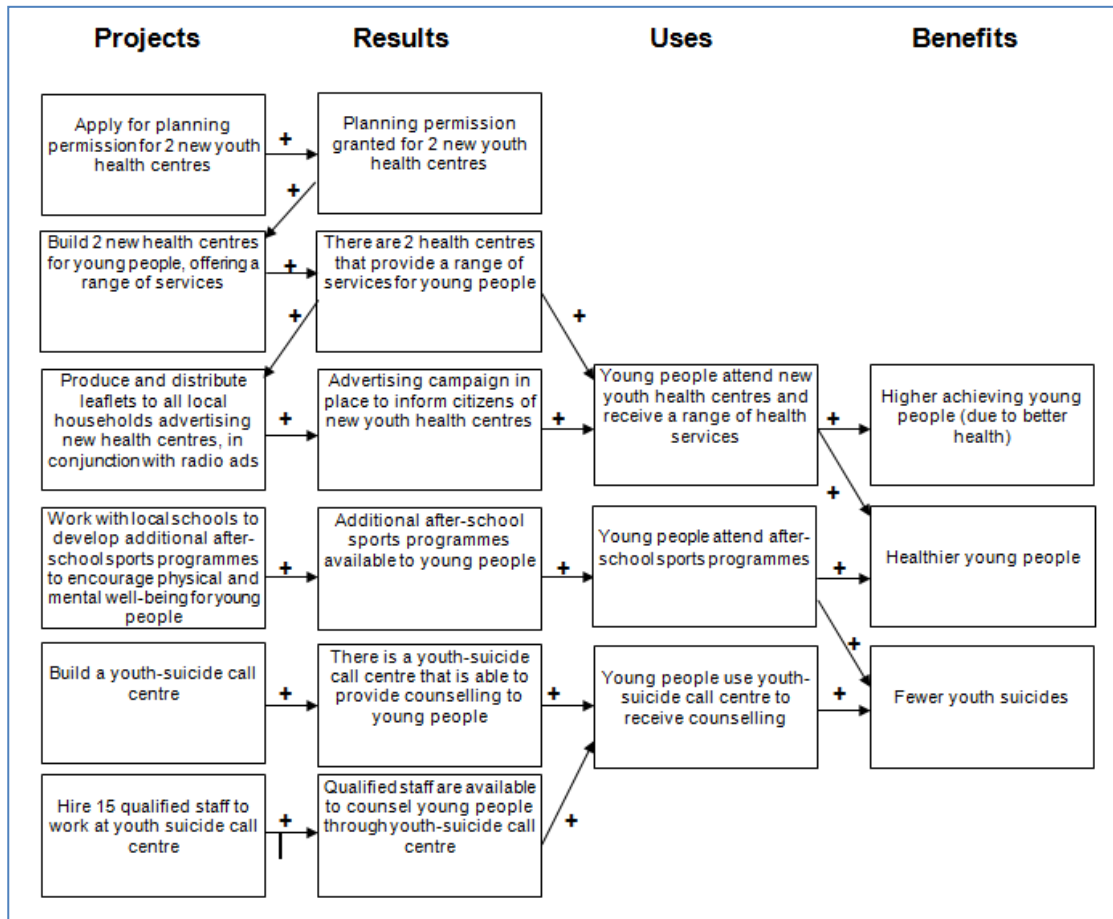 Projects
Results
Uses
Benefits
Apply for planning
permission for 2 new youth
health centres
+
Planning permission
granted for 2 new youth
health centres
+
Build 2 new health centres
for young people, offering a
range of services
+
There are 2 health centres
that provide a range of
services for young people
+
+
Produce and distribute
leaflets to all local
households advertising
new health centres, in
conjunction with radio ads
+
Advertising campaign in
place to inform citizens of
new youth health centres
+
Young people attend new
youth health centres and
receive a range of health
services
+
Higher achieving young
people (due to better
health)
+
Work with local schools to
develop additional after-
school sports programmes
to encourage physical and
mental well-being for young
people
+
Additional after-school
sports programmes
available to young people
+
Young people attend after-
school sports programmes
+
Healthier young people
+
Build a youth-suicide call
centre
+
There is a youth-suicide
call centre that is able to
provide counselling to
young people
+
Young people use youth-
suicide call centre to
receive counselling
+
Fewer youth suicides
Hire 15 qualified staff to
work at youth suicide call
centre
+
Qualified staff are available
to counsel young people
through youth-suicide call
centre
+